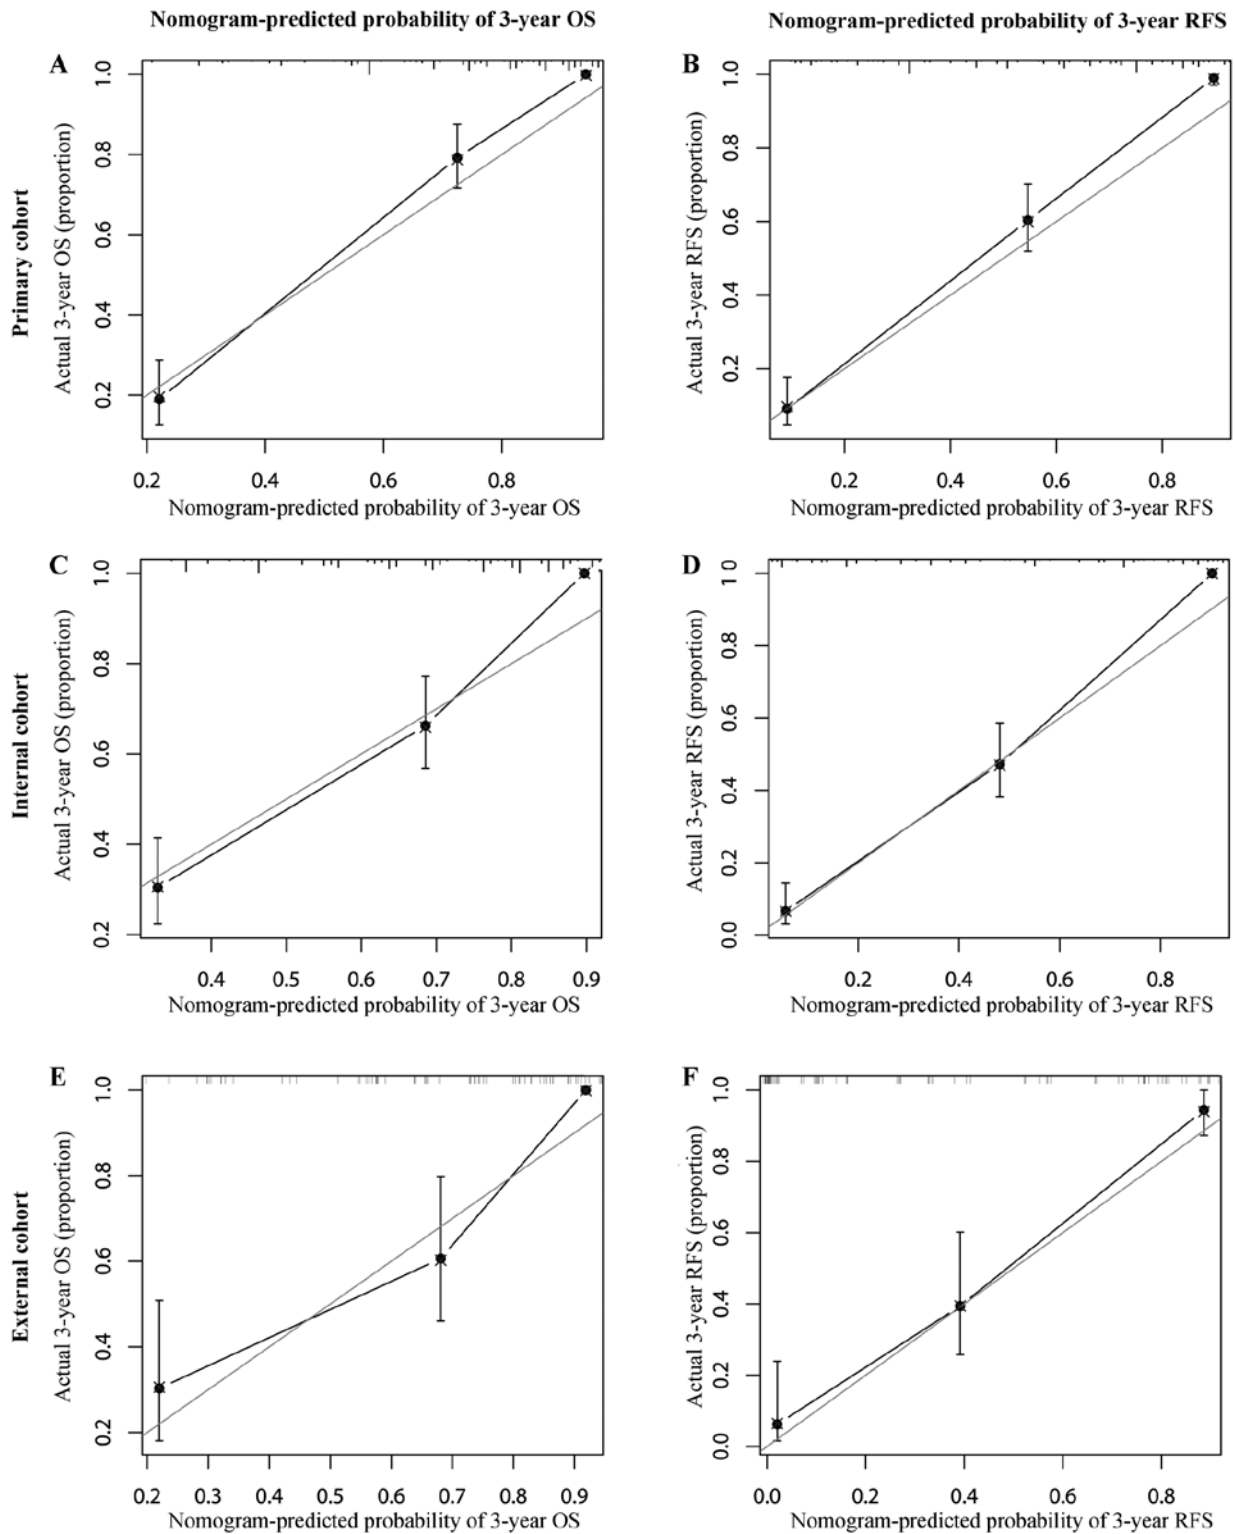 Nomogram-predicted probability of 3-year OS
Nomogram-predicted probability of 3-year RFS
Primary cohort
A
Actual 3-year OS (proportion)
1.0
0.8
0.6
0.4
0.2
0.2 0.4 0.6 0.8
Nomogram-predicted probability of 3-year OS
B
Actual 3-year RFS (proportion)
1.0
0.8
0.6
0.4
0.2
0.2 0.4 0.6 0.8
Nomogram-predicted probability of 3-year RFS
Internal cohort
C
Actual 3-year OS (proportion)
1.0
0.8
0.6
0.4
0.2
0.4 0.5 0.6 0.7 0.8 0.9
Nomogram-predicted probability of 3-year OS
D
Actual 3-year RFS (proportion)
1.0
0.8
0.6
0.4
0.2
0.0
0.2 0.4 0.6 0.8
Nomogram-predicted probability of 3-year RFS
External cohort
E
Actual 3-year OS (proportion)
1.0
0.8
0.6
0.4
0.2
0.2 0.3 0.4 0.5 0.6 0.7 0.8 0.9
Nomogram-predicted probability of 3-year OS
F
Actual 3-year RFS (proportion)
1.0
0.8
0.6
0.4
0.2
0.0
0.0 0.2 0.4 0.6 0.8
Nomogram-predicted probability of 3-year RFS